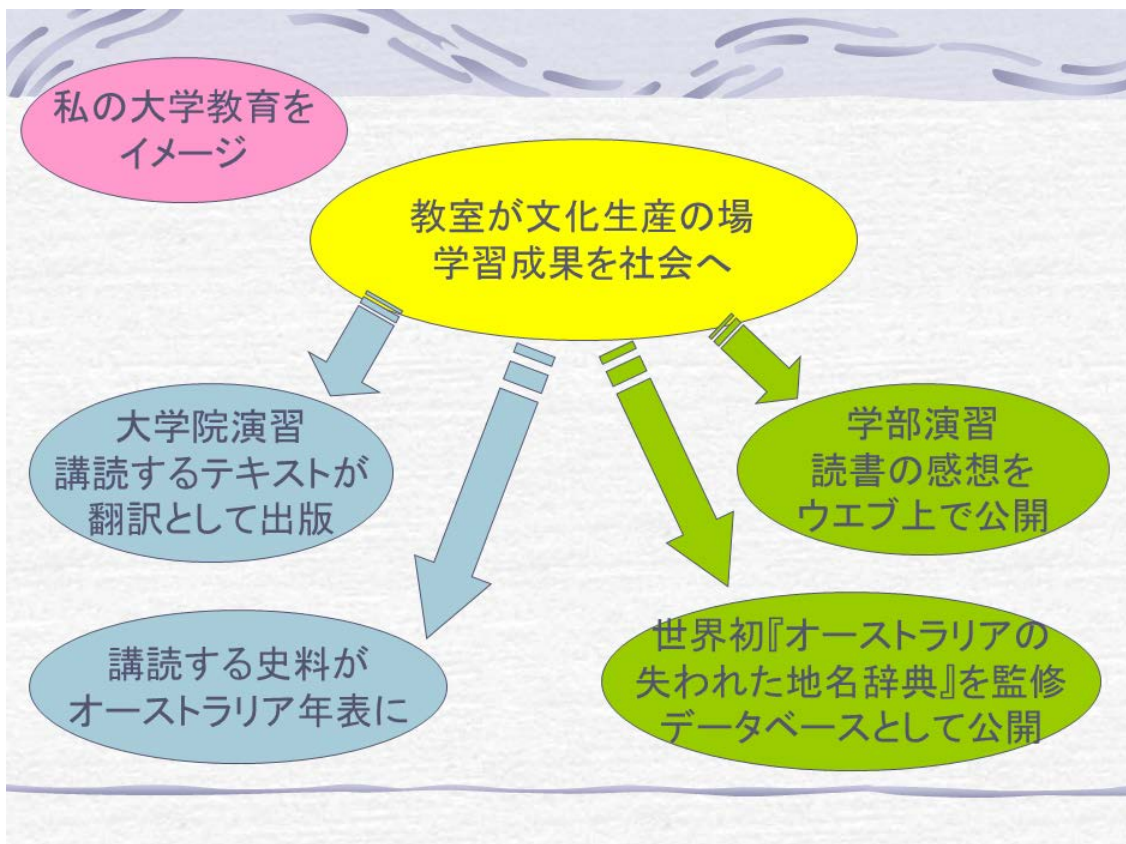 私の大学教育を
イメージ
教室が文化生産の場
学習成果を社会へ
大学院演習
講読するテキストが
翻訳として出版
学部演習
読書の感想を
ウエブ上で公開
講読する史料が
オーストラリア年表に
世界初『オーストラリアの
失われた地名辞典』を監修
データベースとして公開